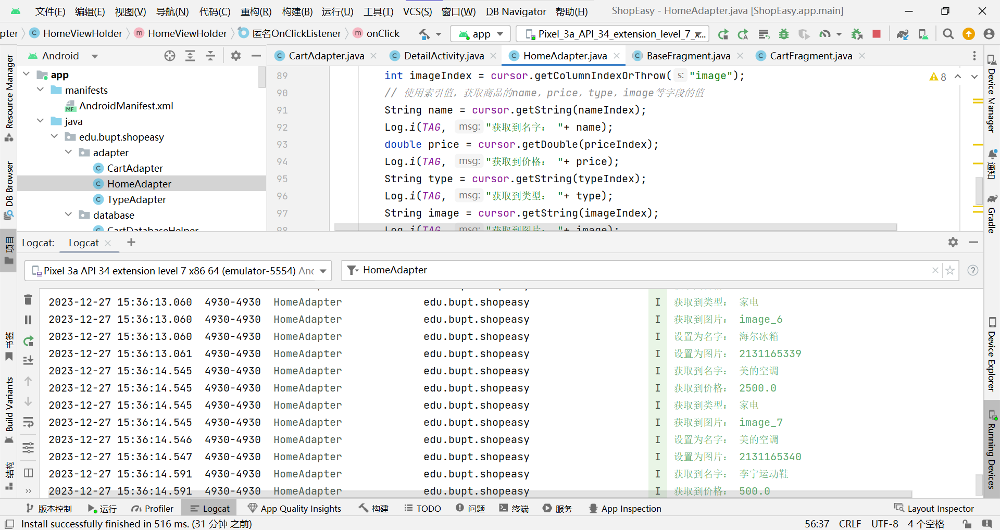 文件(F) 编辑(E) 视图(V) 导航(N) 代码(C) 重构(R) 构建(B) 运行(U) 工具(T) VCS(S) 窗口(W) DB Navigator 帮助(H) ShopEasy - HomeAdapter.java [ShopEasy.app.main]
pter HomeViewHolder HomeViewHolder 匿名OnClickListener onClick app Pixel_3a_API_34_extension_level_7_x...
Android CartAdapter.java DetailActivity.java HomeAdapter.java BaseFragment.java CartFragment.java
Resource Manager
DB Browser
项目
书签
Build Variants
结构
app
manifests
AndroidManifest.xml
java
edu.bupt.shopeasy
adapter
CartAdapter
HomeAdapter
TypeAdapter
database
CartDatabaseHelper
89 int imageIndex = cursor.getColumnIndexOrThrow( s: "image");
90 // 使用索引值，获取商品的name，price，type，image等字段的值
91 String name = cursor.getString(nameIndex);
92 Log.i(TAG, msg: "获取到名字： "+ name);
93 double price = cursor.getDouble(priceIndex);
94 Log.i(TAG, msg: "获取到价格： "+ price);
95 String type = cursor.getString(typeIndex);
96 Log.i(TAG, msg: "获取到类型： "+ type);
97 String image = cursor.getString(imageIndex);
98 Log.i(TAG, msg: "获取到图片： "+ image);
8
Device Manager
通知
Gradle
Device Explorer
Running Devices
Logcat: Logcat
Pixel 3a API 34 extension level 7 x86 64 (emulator-5554) Anc HomeAdapter
2023-12-27 15:36:13.060 4930-4930 HomeAdapter edu.bupt.shopeasy I 获取到类型： 家电
2023-12-27 15:36:13.060 4930-4930 HomeAdapter edu.bupt.shopeasy I 获取到图片： image_6
2023-12-27 15:36:13.060 4930-4930 HomeAdapter edu.bupt.shopeasy I 设置为名字： 海尔冰箱
2023-12-27 15:36:13.061 4930-4930 HomeAdapter edu.bupt.shopeasy I 设置为图片： 2131165339
2023-12-27 15:36:14.545 4930-4930 HomeAdapter edu.bupt.shopeasy I 获取到名字： 美的空调
2023-12-27 15:36:14.545 4930-4930 HomeAdapter edu.bupt.shopeasy I 获取到价格： 2500.0
2023-12-27 15:36:14.545 4930-4930 HomeAdapter edu.bupt.shopeasy I 获取到类型： 家电
2023-12-27 15:36:14.545 4930-4930 HomeAdapter edu.bupt.shopeasy I 获取到图片： image_7
2023-12-27 15:36:14.546 4930-4930 HomeAdapter edu.bupt.shopeasy I 设置为名字： 美的空调
2023-12-27 15:36:14.547 4930-4930 HomeAdapter edu.bupt.shopeasy I 设置为图片： 2131165340
2023-12-27 15:36:14.591 4930-4930 HomeAdapter edu.bupt.shopeasy I 获取到名字： 李宁运动鞋
2023-12-27 15:36:14.591 4930-4930 HomeAdapter edu.bupt.shopeasy I 获取到价格： 500.0
版本控制 运行 Profiler Logcat App Quality Insights 构建 TODO 问题 终端 服务 App Inspection Layout Inspector
Install successfully finished in 516 ms. (31 分钟 之前) 56:37 CRLF UTF-8 4 个空格